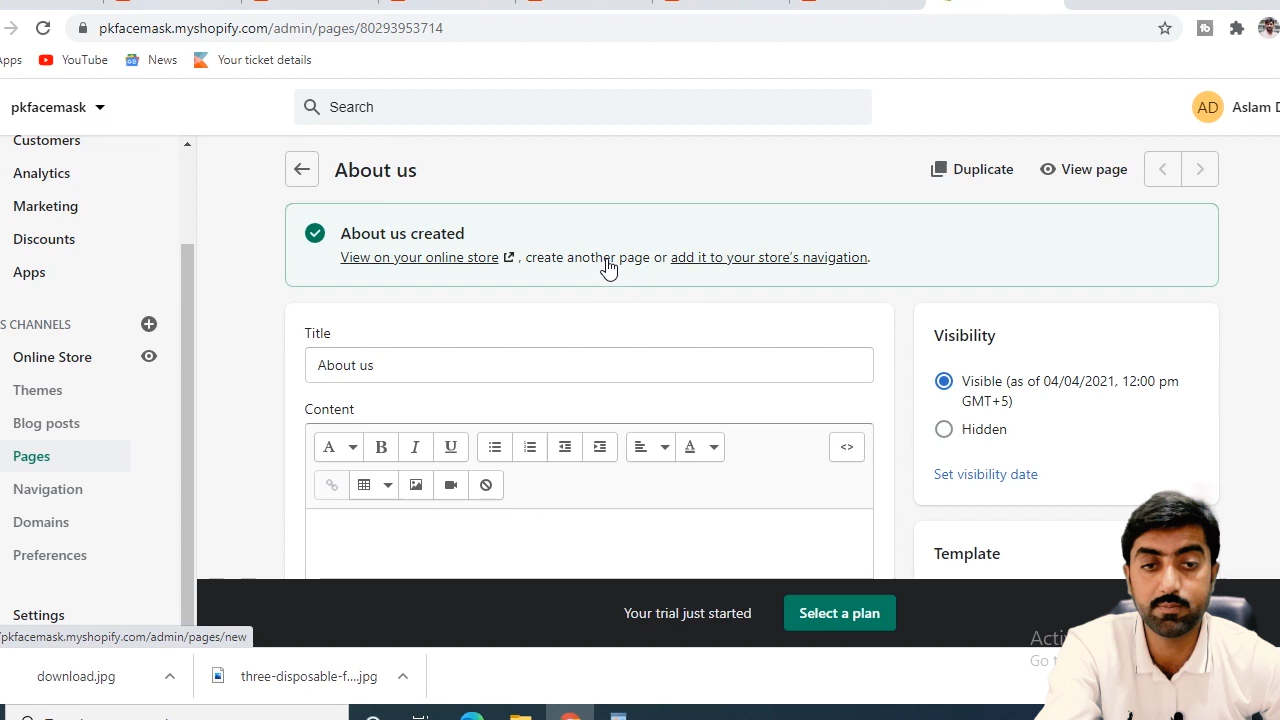 pkfacemask.myshopify.com/admin/pages/80293953714
YouTube
News
Your ticket details
pkfacemask
Search
AD
Aslam
Customers
Analytics
Marketing
Discounts
Apps
S CHANNELS
Online Store
Themes
Blog posts
Pages
Navigation
Domains
Preferences
Settings
About us
Duplicate
View page
About us created
View on your online store , create another page or add it to your store's navigation.
Title
About us
Content
A B I U A <>
Visibility
Visible (as of 04/04/2021, 12:00 pm
GMT+5)
Hidden
Set visibility date
Template
Your trial just started
Select a plan
pkfacemask.myshopify.com/admin/pages/new
download.jpg
three-disposable-f....jpg